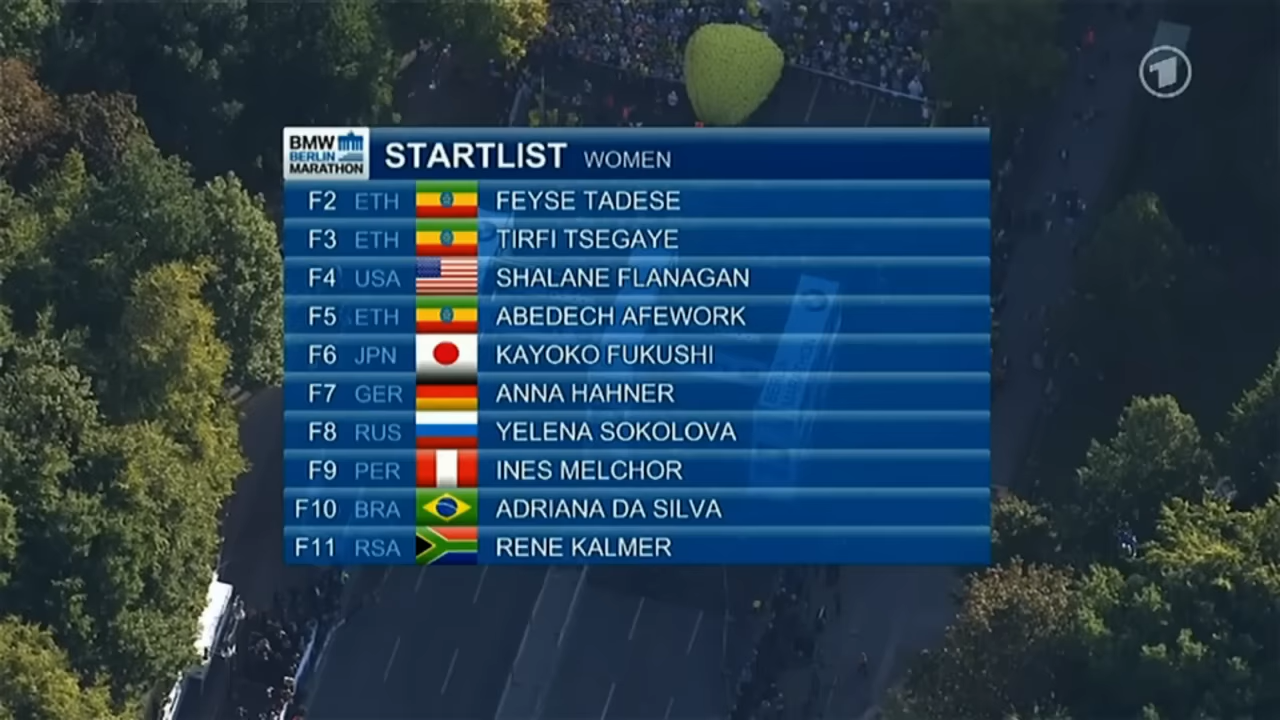 BMW
BERLIN
MARATHON
STARTLIST WOMEN
F2 ETH FEYSE TADESE
F3 ETH TIRFI TSEGAYE
F4 USA SHALANE FLANAGAN
F5 ETH ABEDECH AFEWORK
F6 JPN KAYOKO FUKUSHI
F7 GER ANNA HAHNER
F8 RUS YELENA SOKOLOVA
F9 PER INES MELCHOR
F10 BRA ADRIANA DA SILVA
F11 RSA RENE KALMER
1